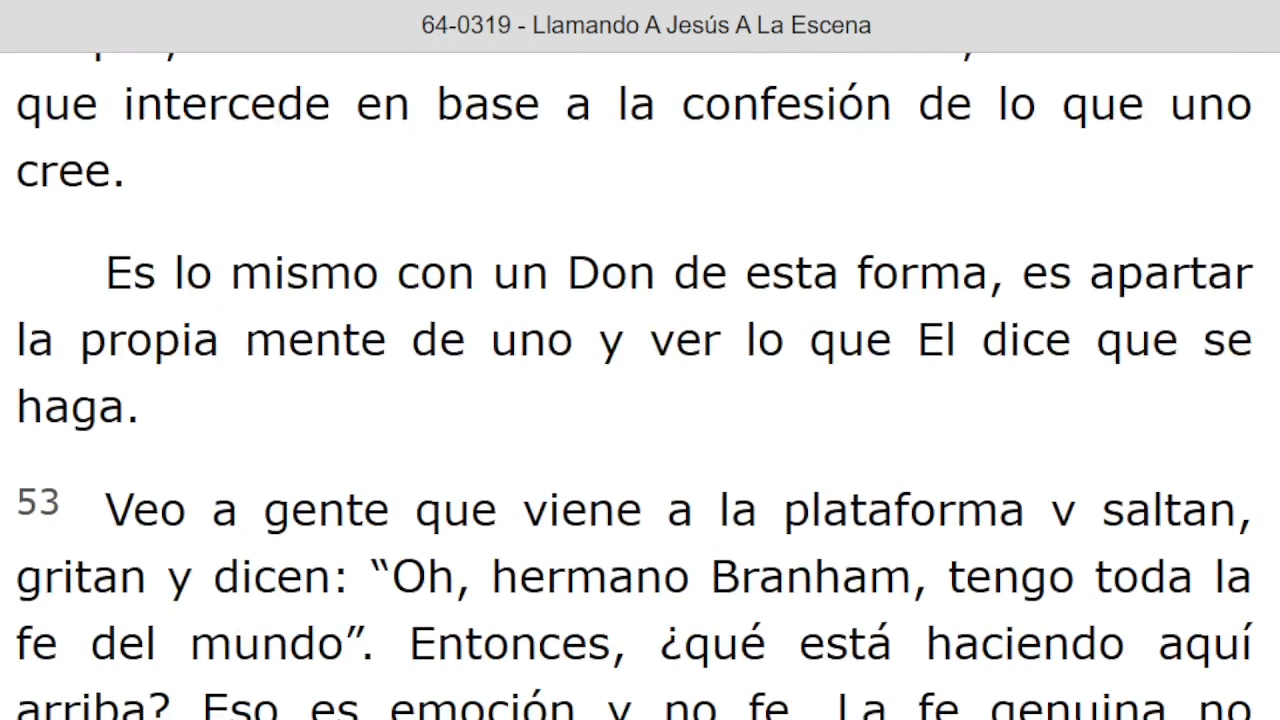 64-0319 - Llamando A Jesús A La Escena
que intercede en base a la confesión de lo que uno
cree.
Es lo mismo con un Don de esta forma, es apartar
la propia mente de uno y ver lo que El dice que se
haga.
53 Veo a gente que viene a la plataforma v saltan,
gritan y dicen: “Oh, hermano Branham, tengo toda la
fe del mundo”. Entonces, ¿qué está haciendo aquí
arriba? Eso es emoción y no fe. La fe genuina no